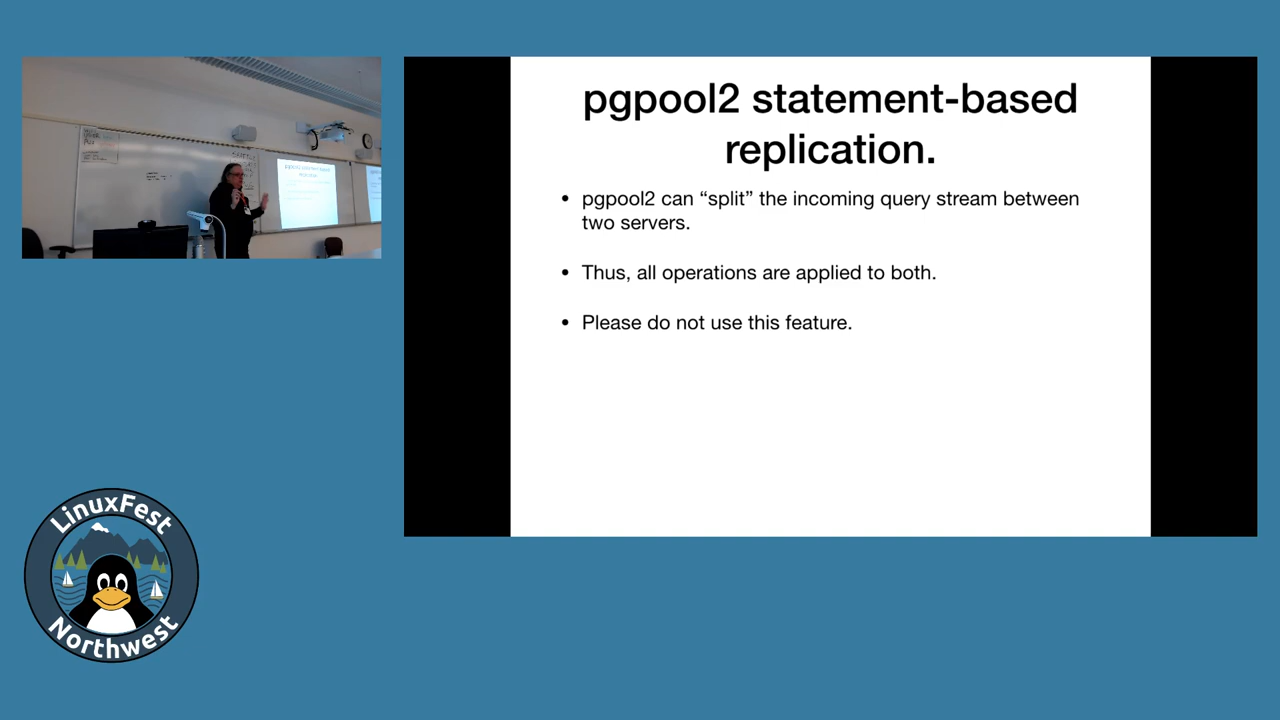 pgpool2 statement-based
replication.
• pgpool2 can “split” the incoming query stream between
two servers.
• Thus, all operations are applied to both.
• Please do not use this feature.
LinuxFest
Northwest